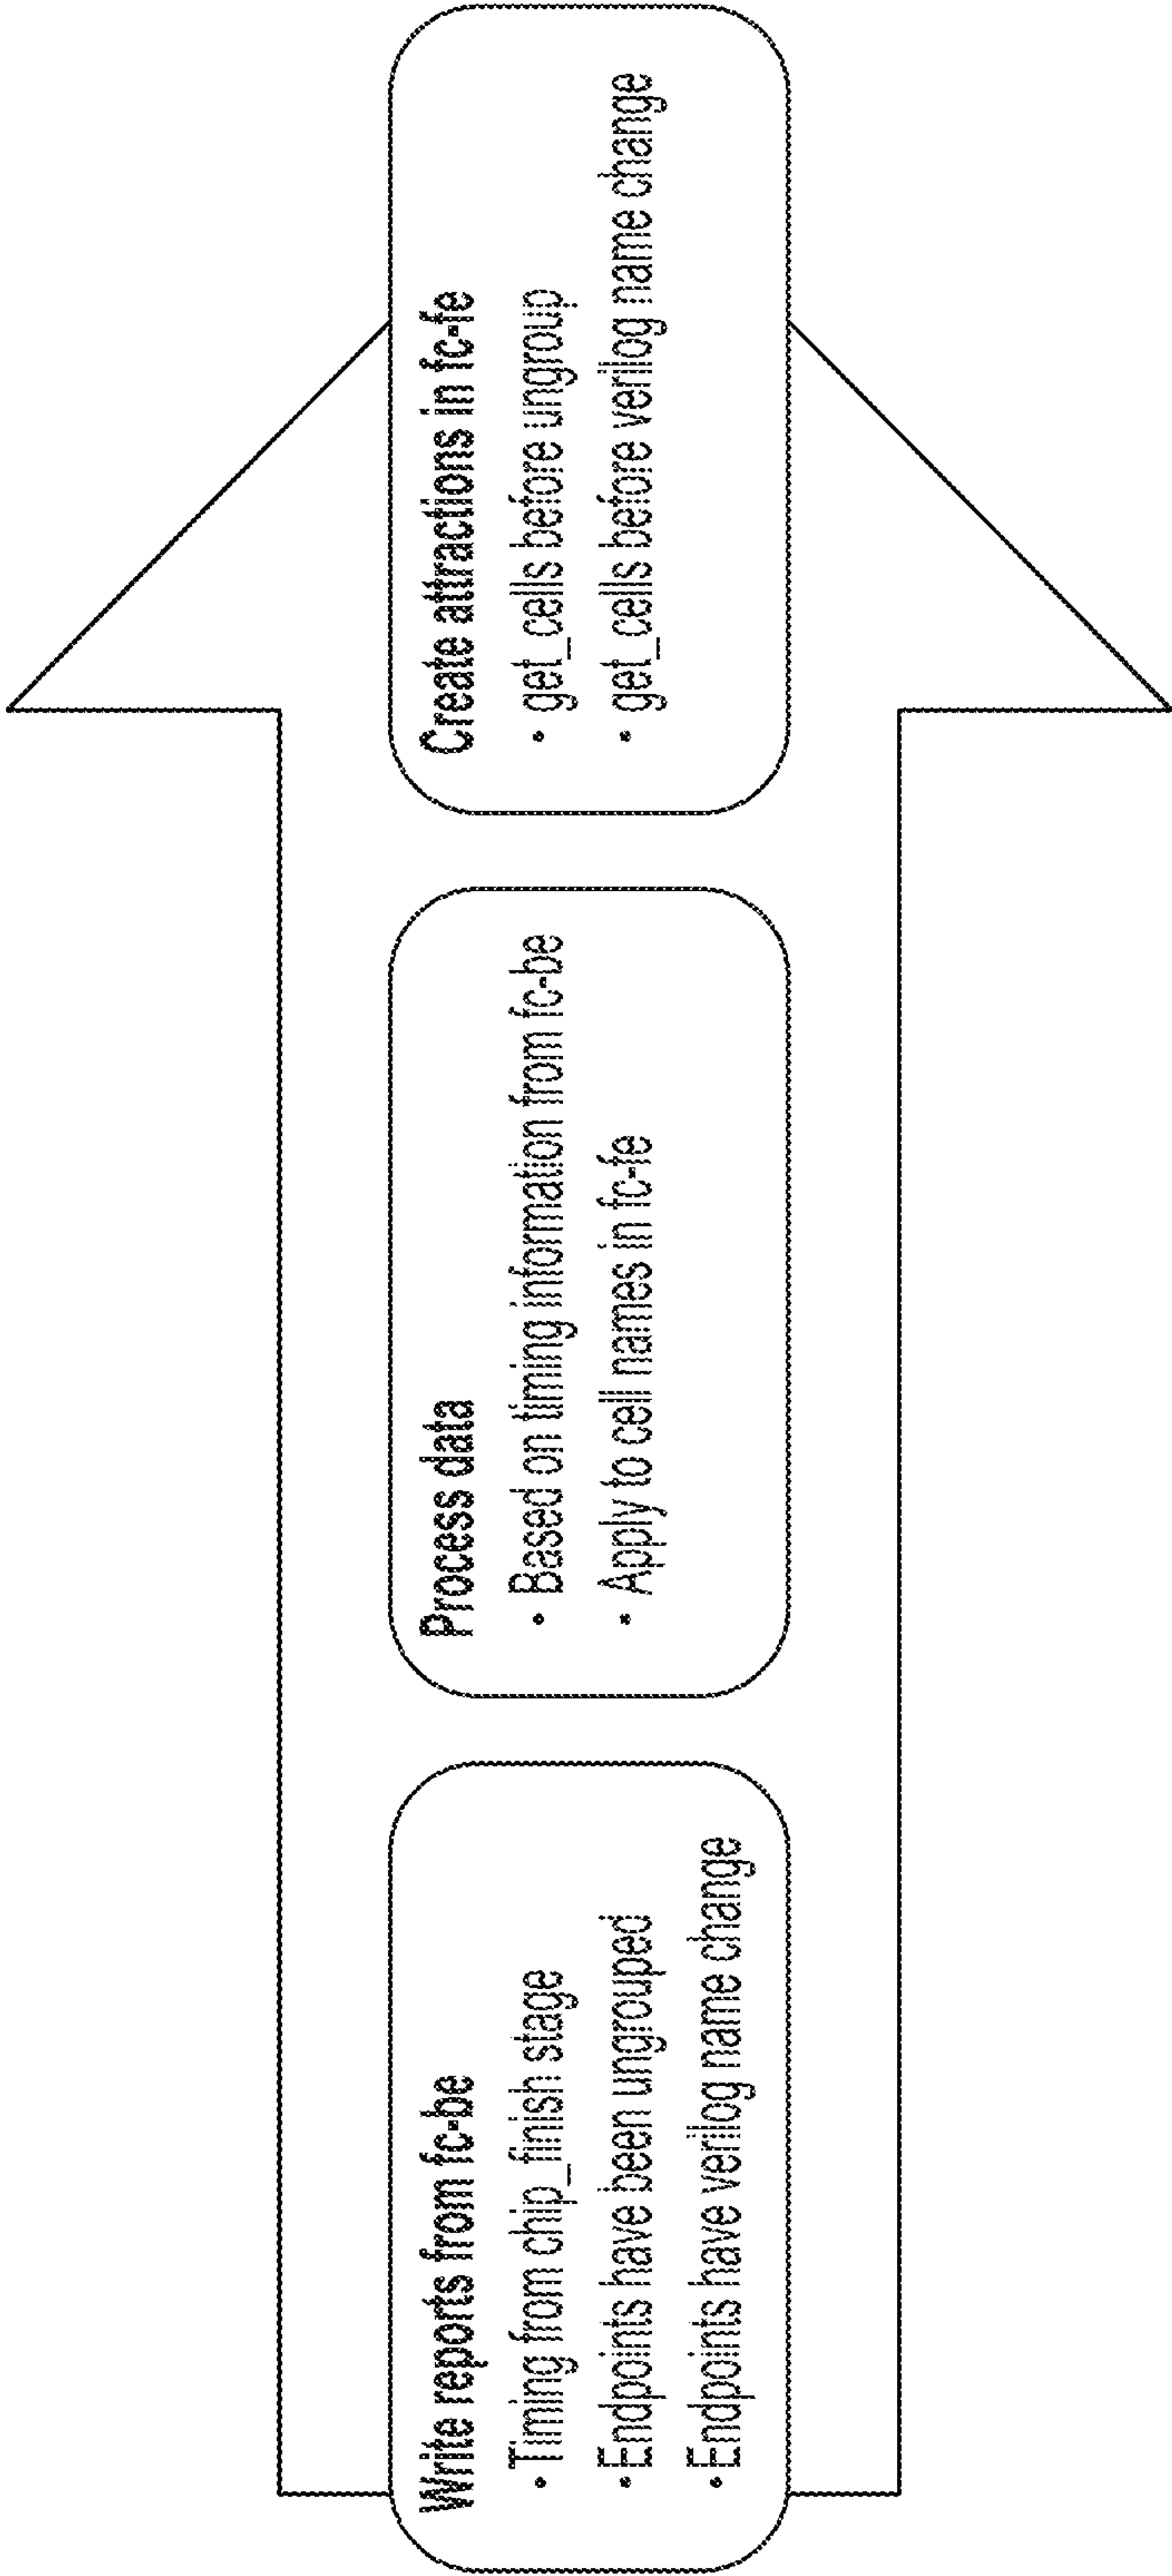 Write reports from fc-be
• Timing from chip_finish stage
• Endpoints have been ungrouped
• Endpoints have verilog name change
Process data
• Based on timing information from fc-be
• Apply to cell names in fc-fe
Create attractions in fc-fe
• get_cells before ungroup
• get_cells before verilog name change